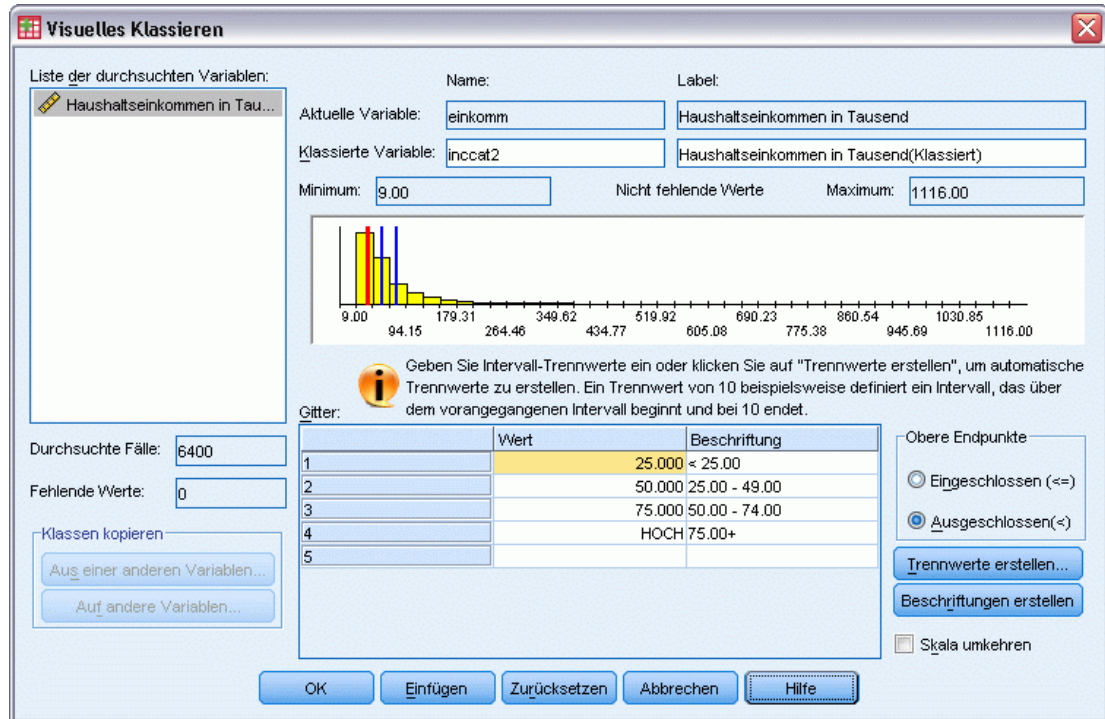 Visuelles Klassieren
Liste der durchsuchten Variablen:
Haushaltseinkommen in Tau...
Name:
Label:
Aktuelle Variable:
einkomm
Haushaltseinkommen in Tausend
Klassierte Variable:
inccat2
Haushaltseinkommen in Tausend(Klassiert)
Minimum:
9.00
Nicht fehlende Werte
Maximum:
1116.00
9.00 179.31 349.62 519.92 690.23 860.54 1030.85
94.15 264.46 434.77 605.08 775.38 945.69 1116.00
Geben Sie Intervall-Trennwerte ein oder klicken Sie auf "Trennwerte erstellen", um automatische
Trennwerte zu erstellen. Ein Trennwert von 10 beispielsweise definiert ein Intervall, das über
dem vorangegangenen Intervall beginnt und bei 10 endet.
Gitter:
Wert Beschriftung
1 25.000 < 25.00
2 50.000 25.00 - 49.00
3 75.000 50.00 - 74.00
4 HOCH 75.00+
5
Durchsuchte Fälle:
6400
Fehlende Werte:
0
Klassen kopieren
Aus einer anderen Variablen...
Auf andere Variablen...
Obere Endpunkte
Eingeschlossen (<=)
Ausgeschlossen(<)
Trennwerte erstellen...
Beschriftungen erstellen
Skala umkehren
OK
Einfügen
Zurücksetzen
Abbrechen
Hilfe